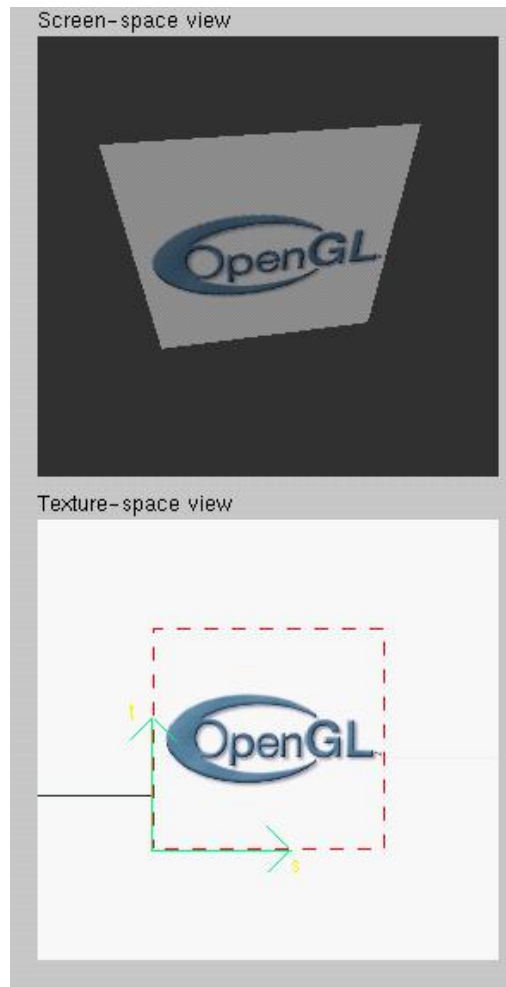 Screen-space view
OpenGL
Texture-space view
t
OpenGL
s